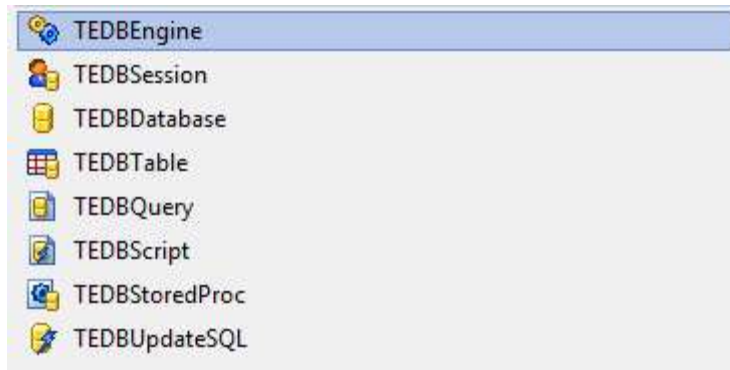 TEDBEngine
TEDBSession
TEDBDatabase
TEDBTable
TEDBQuery
TEDBScript
TEDBStoredProc
TEDBUpdateSQL